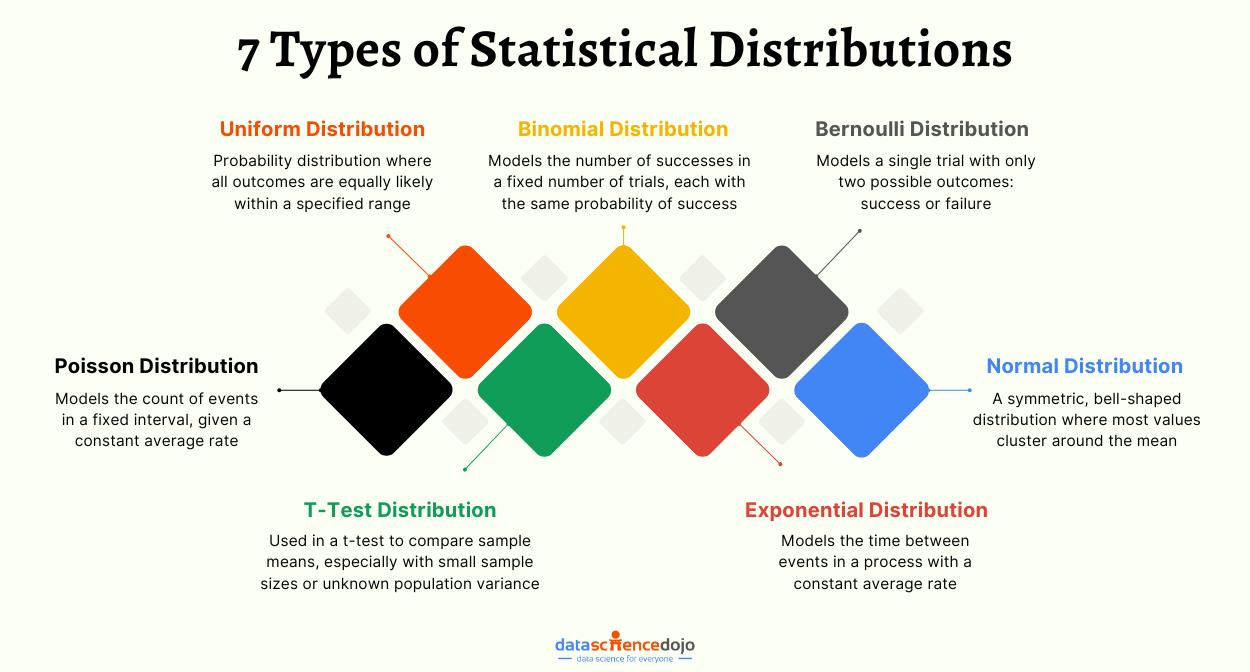 7 Types of Statistical Distributions
Uniform Distribution
Probability distribution where
all outcomes are equally likely
within a specified range
Binomial Distribution
Models the number of successes in
a fixed number of trials, each with
the same probability of success
Bernoulli Distribution
Models a single trial with only
two possible outcomes:
success or failure
Poisson Distribution
Models the count of events
in a fixed interval, given a
constant average rate
Normal Distribution
A symmetric, bell-shaped
distribution where most values
cluster around the mean
T-Test Distribution
Used in a t-test to compare sample
means, especially with small sample
sizes or unknown population variance
Exponential Distribution
Models the time between
events in a process with a
constant average rate
datasciencedojo
data science for everyone